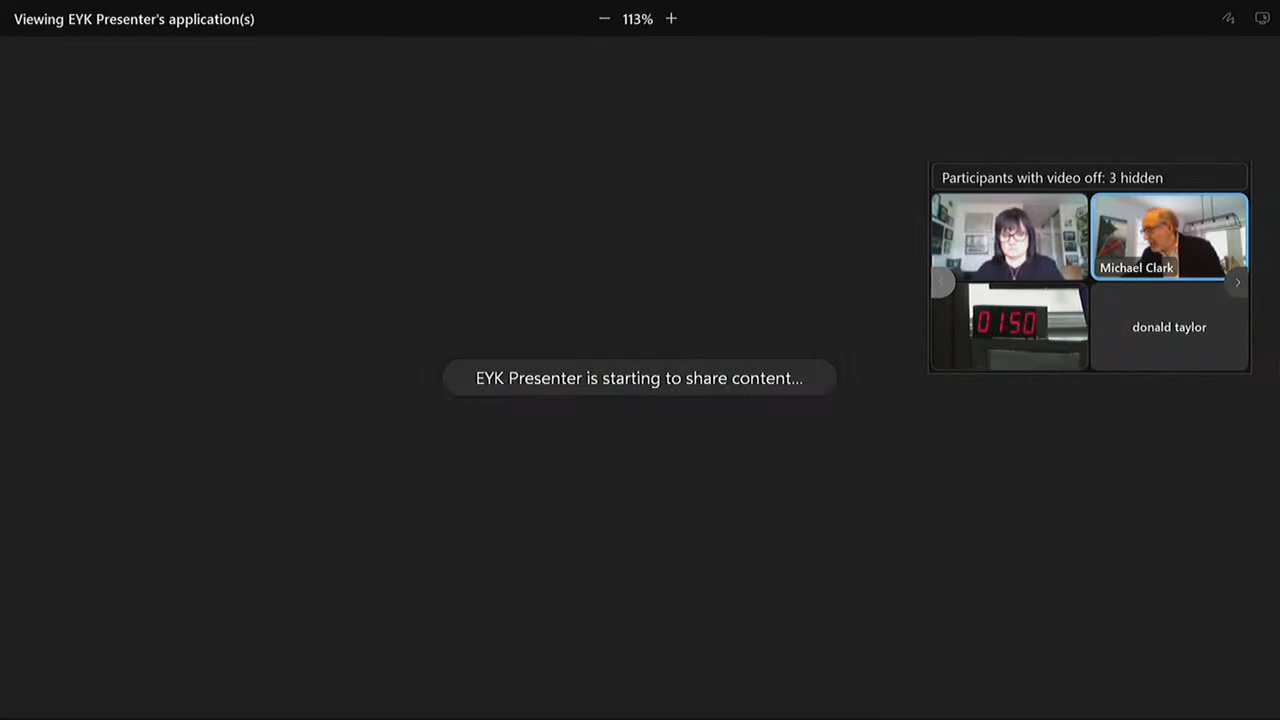 Viewing EYK Presenter's application(s)
113%
Participants with video off: 3 hidden
Michael Clark
0150
donald taylor
EYK Presenter is starting to share content...